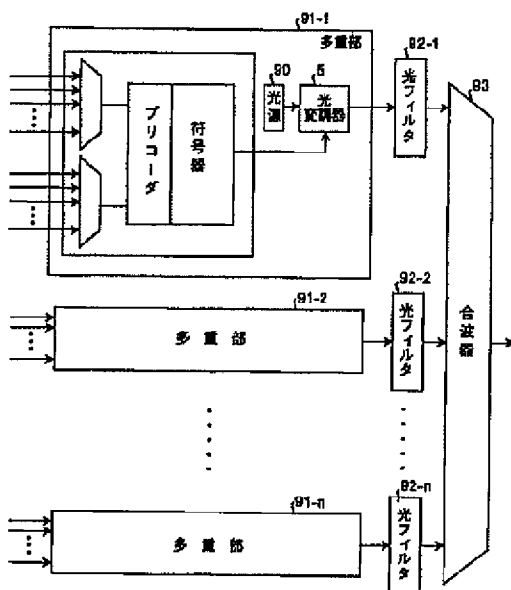 91-1
多重部
92-1
90
5
93
光源
光変調器
光フィルタ
プリコーダ
符号器
91-2
92-2
多重部
光フィルタ
合波器
91-n
92-n
多重部
光フィルタ